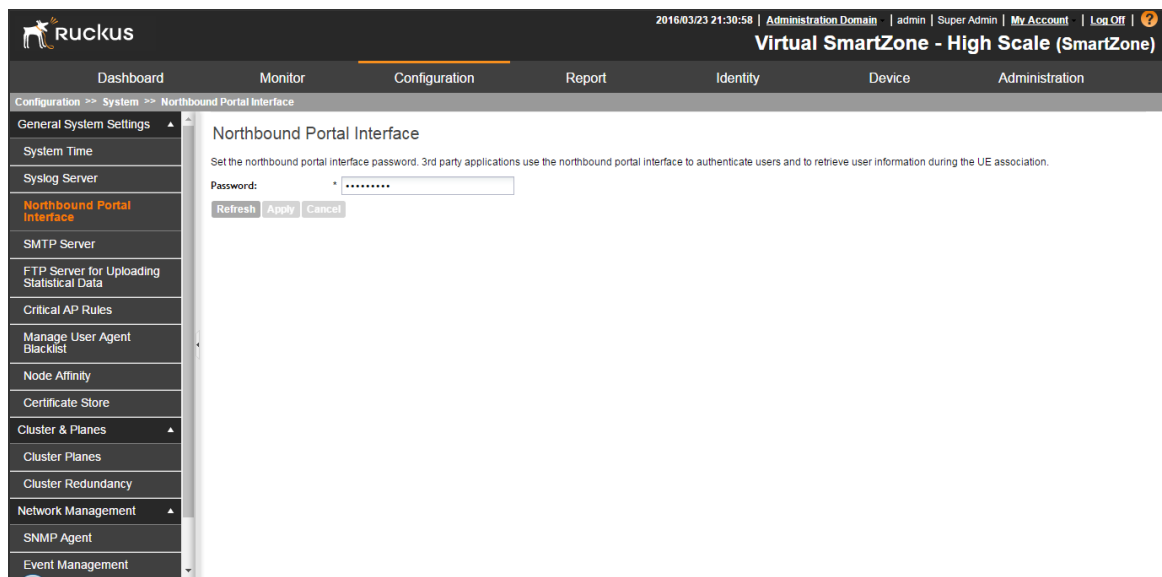 Ruckus
2016/03/23 21:30:58 | Administration Domain | admin | Super Admin | My Account | Log Off | ?
Virtual SmartZone - High Scale (SmartZone)
Dashboard Monitor Configuration Report Identity Device Administration
Configuration >> System >> Northbound Portal Interface
General System Settings
System Time
Syslog Server
Northbound Portal
Interface
SMTP Server
FTP Server for Uploading
Statistical Data
Critical AP Rules
Manage User Agent
Blacklist
Node Affinity
Certificate Store
Cluster & Planes
Cluster Planes
Cluster Redundancy
Network Management
SNMP Agent
Event Management
Northbound Portal Interface
Set the northbound portal interface password. 3rd party applications use the northbound portal interface to authenticate users and to retrieve user information during the UE association.
Password: * •••••••••
Refresh Apply Cancel